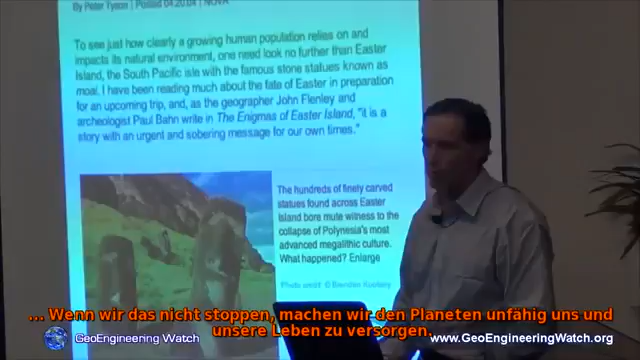 By Peter Tyson | Posted 04.20.04 | NOVA
To see just how clearly a growing human population relies on and
impacts its natural environment, one need look no further than Easter
Island, the South Pacific isle with the famous stone statues known as
moai. I have been reading much about the fate of Easter in preparation
for an upcoming trip, and, as the geographer John Flenley and
archeologist Paul Bahn write in The Enigmas of Easter Island, "it is a
story with an urgent and sobering message for our own times."
The hundreds of finely carved
statues found across Easter
Island bore mute witness to the
collapse of Polynesia's most
advanced megalithic culture.
What happened? Enlarge
Photo credit: © Brendan
... Wenn wir das nicht stoppen, machen wir den Planeten unfähig uns und
unsere Leben zu versorgen.
GeoEngineering Watch
www.GeoEngineeringWatch.org